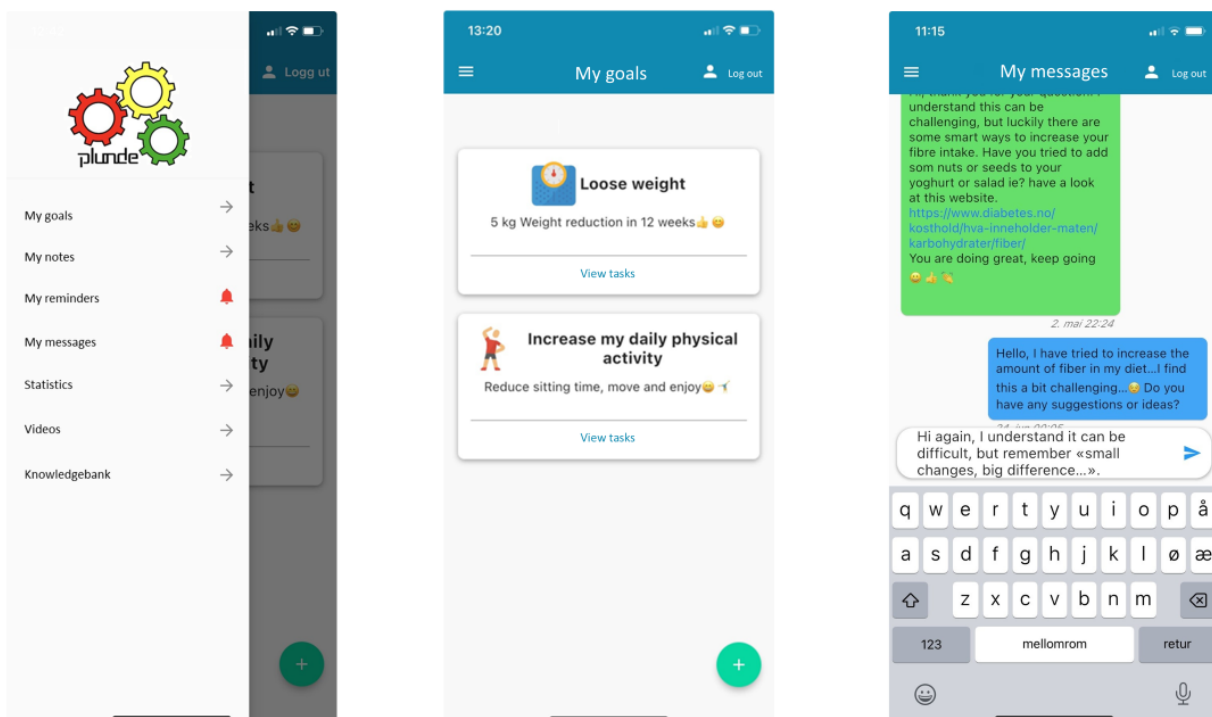 Logg ut
plunde
My goals
My notes
My reminders
My messages
Statistics
Videos
Knowledgebank
t
eks👍😄
ily
ty
enjoy😄
13:20
My goals
Log out
Loose weight
5 kg Weight reduction in 12 weeks👍😄
View tasks
Increase my daily physical
activity
Reduce sitting time, move and enjoy😄🤸
View tasks
11:15
My messages
Log out
understand this can be
challenging, but luckily there are
some smart ways to increase your
fibre intake. Have you tried to add
som nuts or seeds to your
yoghurt or salad ie? have a look
at this website.
https://www.diabetes.no/
kosthold/hva-inneholder-maten/
karbohydrater/fiber/
You are doing great, keep going
😄👍👏
2. mai 22:24
Hello, I have tried to increase the
amount of fiber in my diet...I find
this a bit challenging...😥 Do you
have any suggestions or ideas?
Hi again, I understand it can be
difficult, but remember «small
changes, big difference...».
q w e r t y u i o p å
a s d f g h j k l ø æ
z x c v b n m
123 mellomrom retur